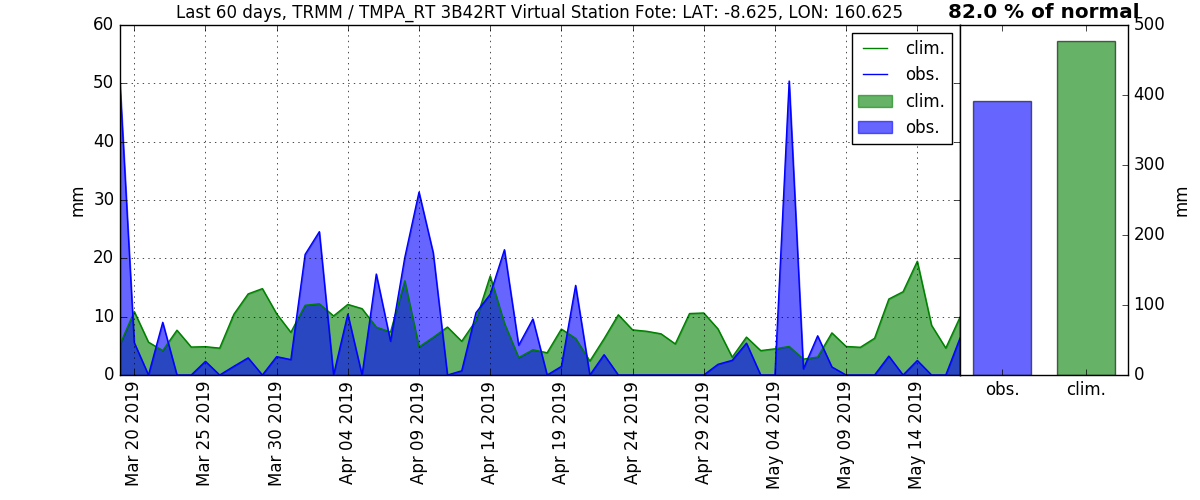 Last 60 days, TRMM / TMPA_RT 3B42RT Virtual Station Fote: LAT: -8.625, LON: 160.625
82.0 % of normal
60
50
40
30
20
10
0
mm
clim.
obs.
clim.
obs.
Mar 20 2019
Mar 25 2019
Mar 30 2019
Apr 04 2019
Apr 09 2019
Apr 14 2019
Apr 19 2019
Apr 24 2019
Apr 29 2019
May 04 2019
May 09 2019
May 14 2019
500
400
300
200
100
0
mm
obs.
clim.